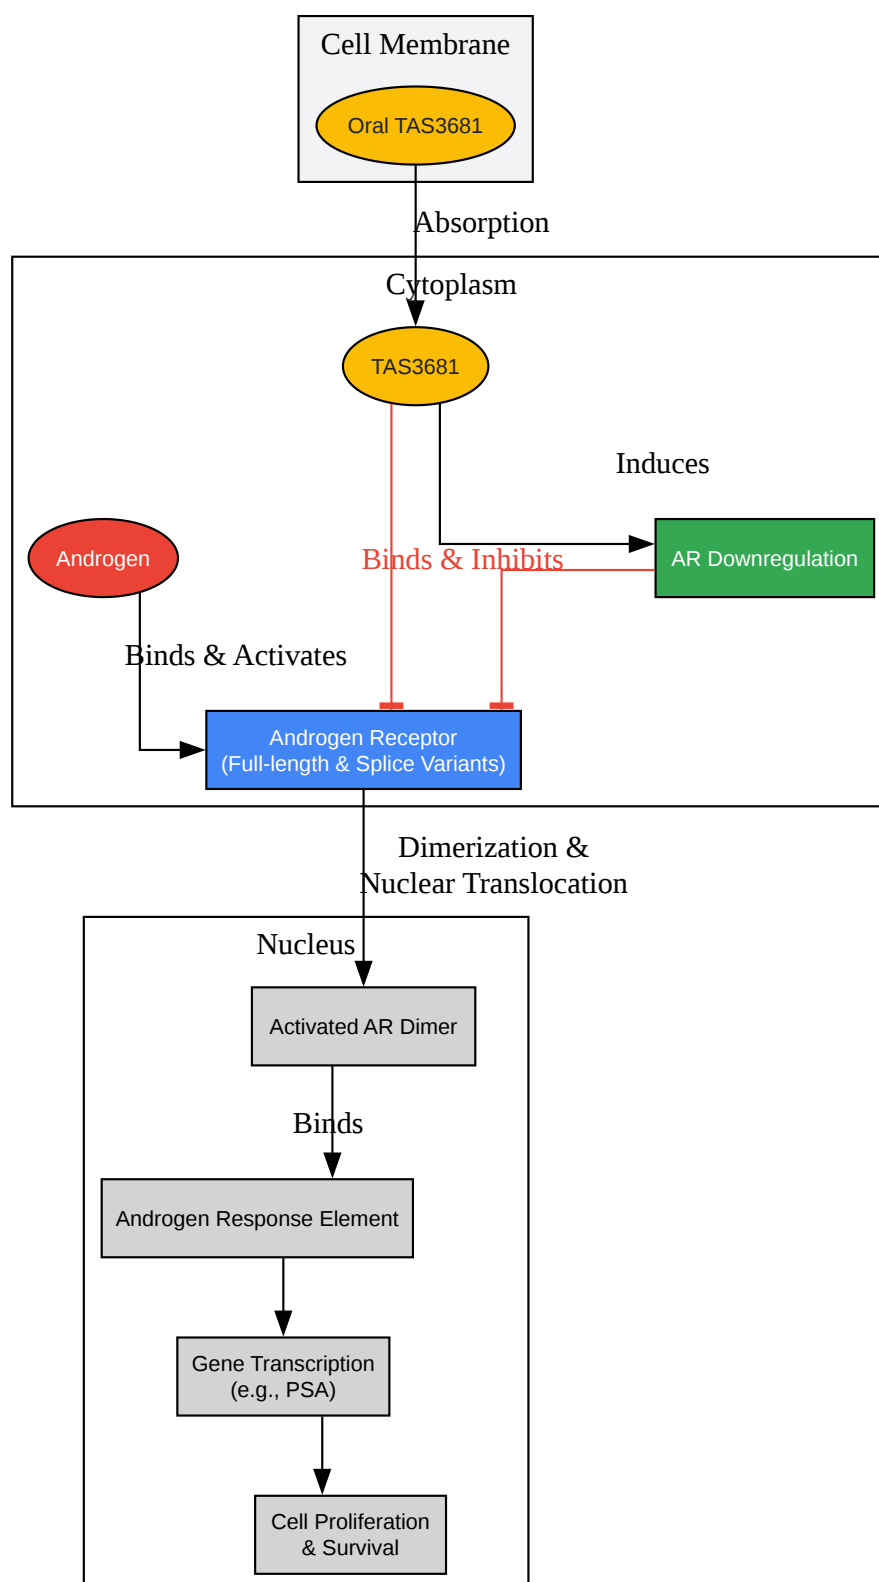 Cell Membrane
Oral TAS3681
Absorption
Cytoplasm
TAS3681
Induces
Androgen
Binds & Inhibits
AR Downregulation
Binds & Activates
Androgen Receptor
(Full-length & Splice Variants)
Dimerization &
Nuclear Translocation
Nucleus
Activated AR Dimer
Binds
Androgen Response Element
Gene Transcription
(e.g., PSA)
Cell Proliferation
& Survival